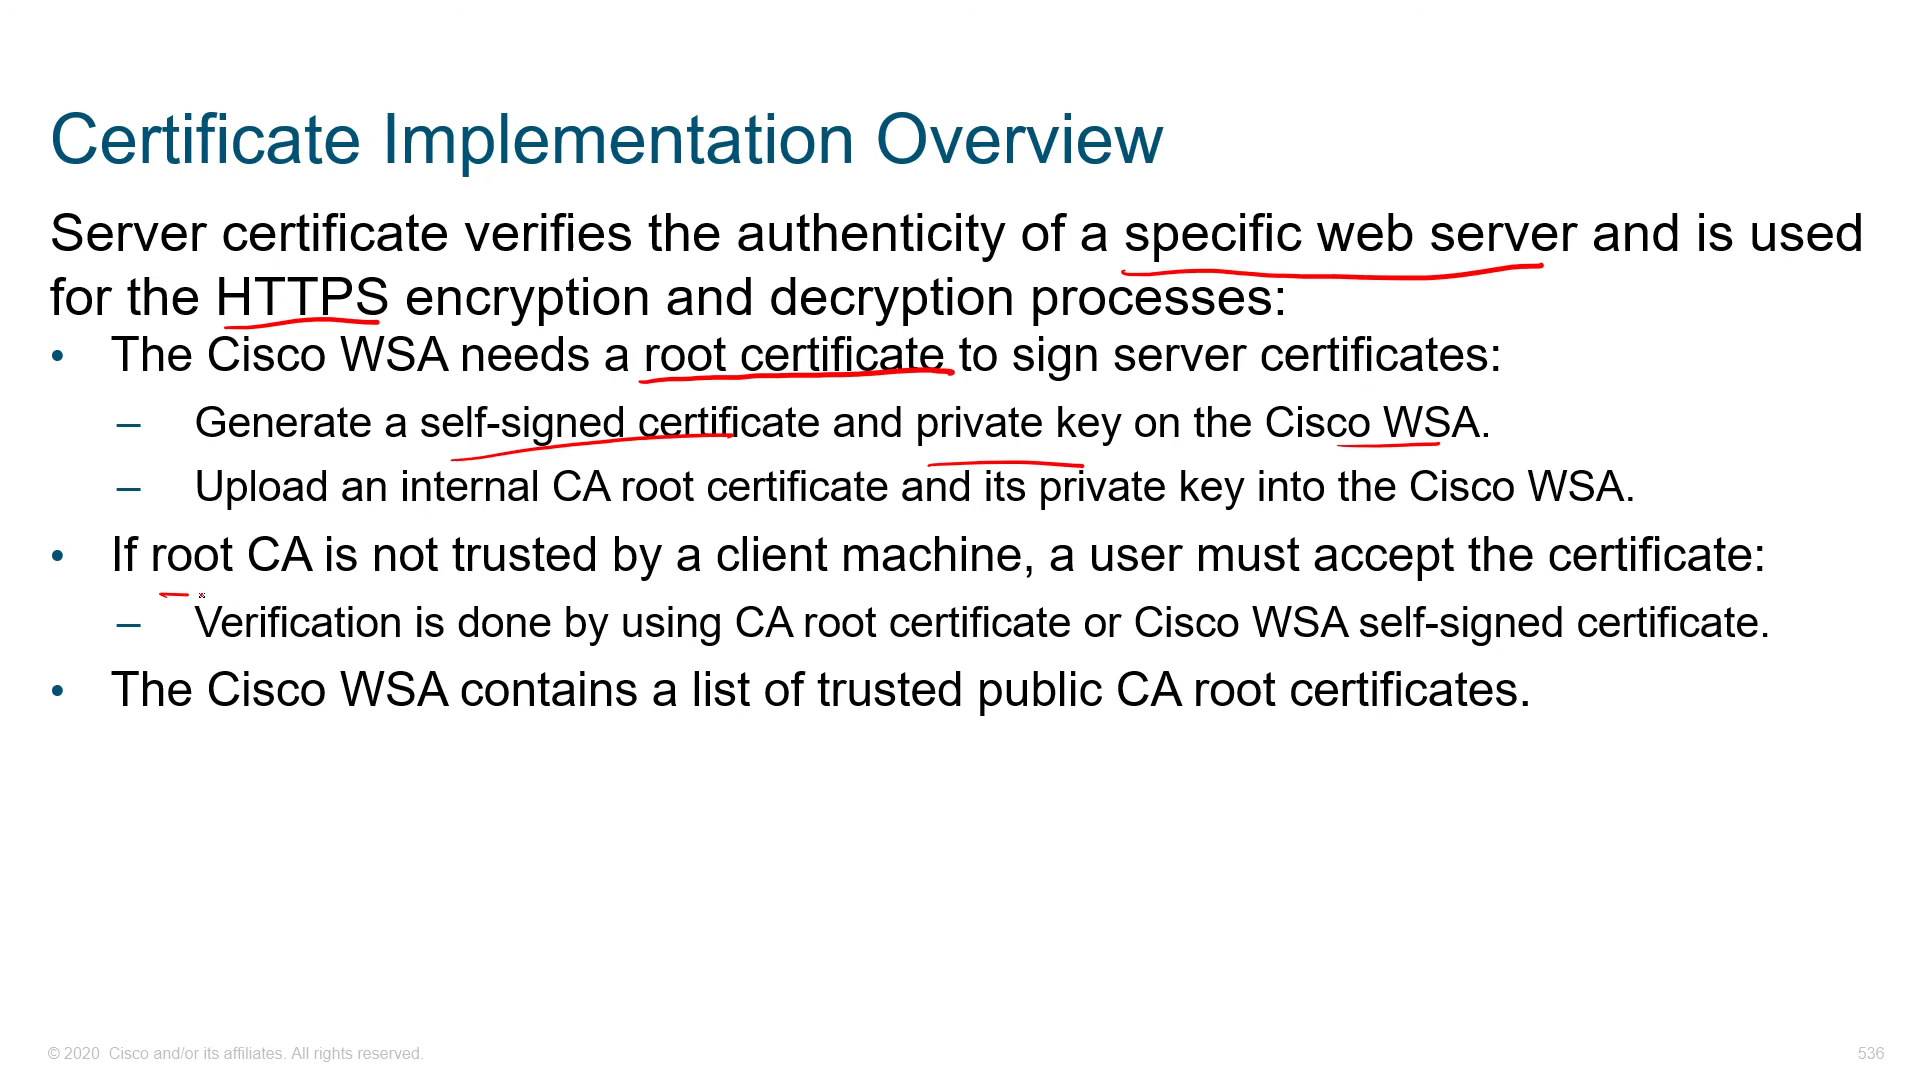 Certificate Implementation Overview
Server certificate verifies the authenticity of a specific web server and is used
for the HTTPS encryption and decryption processes:
• The Cisco WSA needs a root certificate to sign server certificates:
– Generate a self-signed certificate and private key on the Cisco WSA.
– Upload an internal CA root certificate and its private key into the Cisco WSA.
• If root CA is not trusted by a client machine, a user must accept the certificate:
– Verification is done by using CA root certificate or Cisco WSA self-signed certificate.
• The Cisco WSA contains a list of trusted public CA root certificates.
© 2020 Cisco and/or its affiliates. All rights reserved.
536